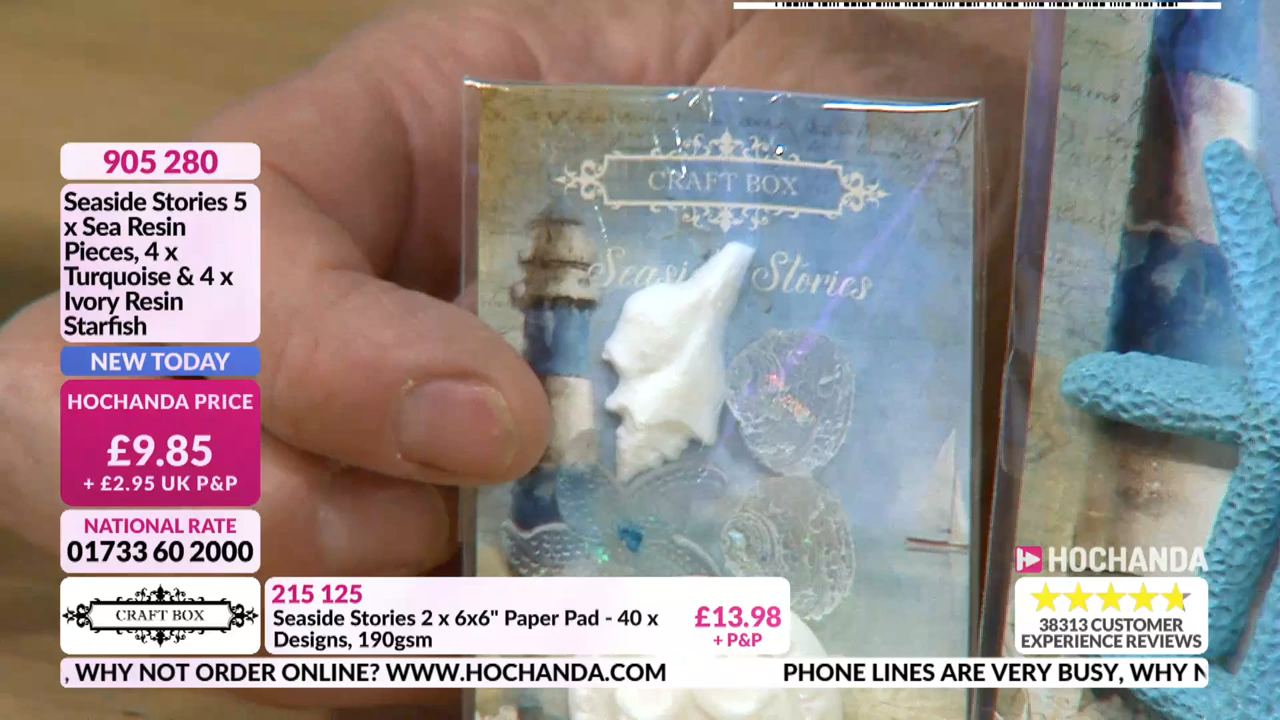 905 280
Seaside Stories 5
x Sea Resin
Pieces, 4 x
Turquoise & 4 x
Ivory Resin
Starfish
NEW TODAY
HOCHANDA PRICE
£9.85
+ £2.95 UK P&P
NATIONAL RATE
01733 60 2000
CRAFT BOX
Seaside Stories
CRAFT BOX
215 125
Seaside Stories 2 x 6x6" Paper Pad - 40 x
Designs, 190gsm
£13.98
+ P&P
HOCHANDA
38313 CUSTOMER
EXPERIENCE REVIEWS
, WHY NOT ORDER ONLINE? WWW.HOCHANDA.COM PHONE LINES ARE VERY BUSY, WHY N